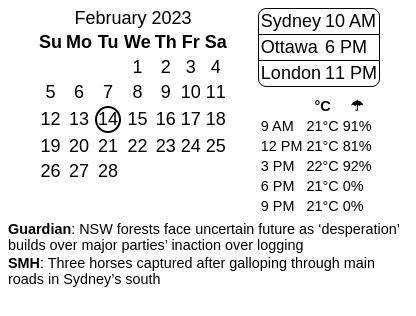 February 2023
Su Mo Tu We Th Fr Sa
1 2 3 4
5 6 7 8 9 10 11
12 13 14 15 16 17 18
19 20 21 22 23 24 25
26 27 28
Sydney 10 AM
Ottawa 6 PM
London 11 PM
°C ☂
9 AM 21°C 91%
12 PM 21°C 81%
3 PM 22°C 92%
6 PM 21°C 0%
9 PM 21°C 0%
Guardian: NSW forests face uncertain future as ‘desperation’
builds over major parties’ inaction over logging
SMH: Three horses captured after galloping through main
roads in Sydney’s south